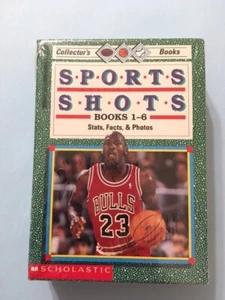 Collector's Books
SPORTS
SHOTS
BOOKS 1-6
Stats, Facts, & Photos
BULLS
23
SCHOLASTIC